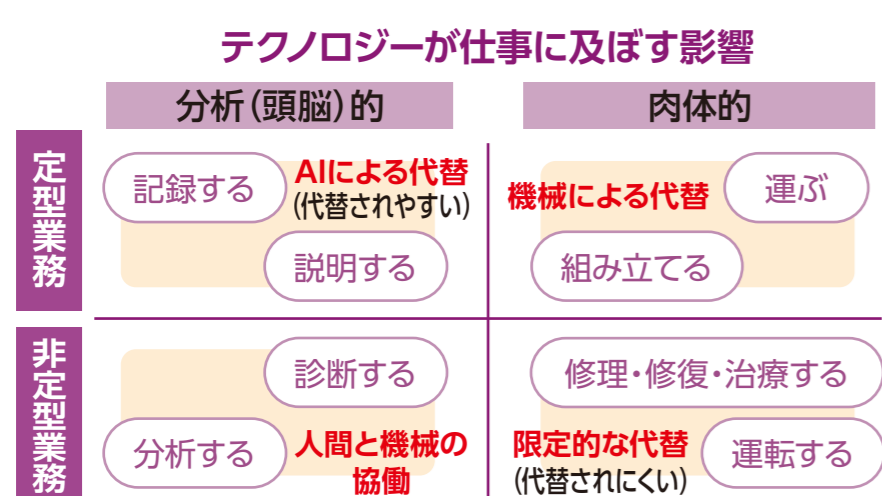 テクノロジーが仕事に及ぼす影響
分析(頭脳)的
肉体的
定型業務
記録する
AIによる代替
(代替されやすい)
説明する
機械による代替
運ぶ
組み立てる
非定型業務
診断する
分析する
人間と機械の
協働
修理・修復・治療する
限定的な代替
(代替されにくい)
運転する